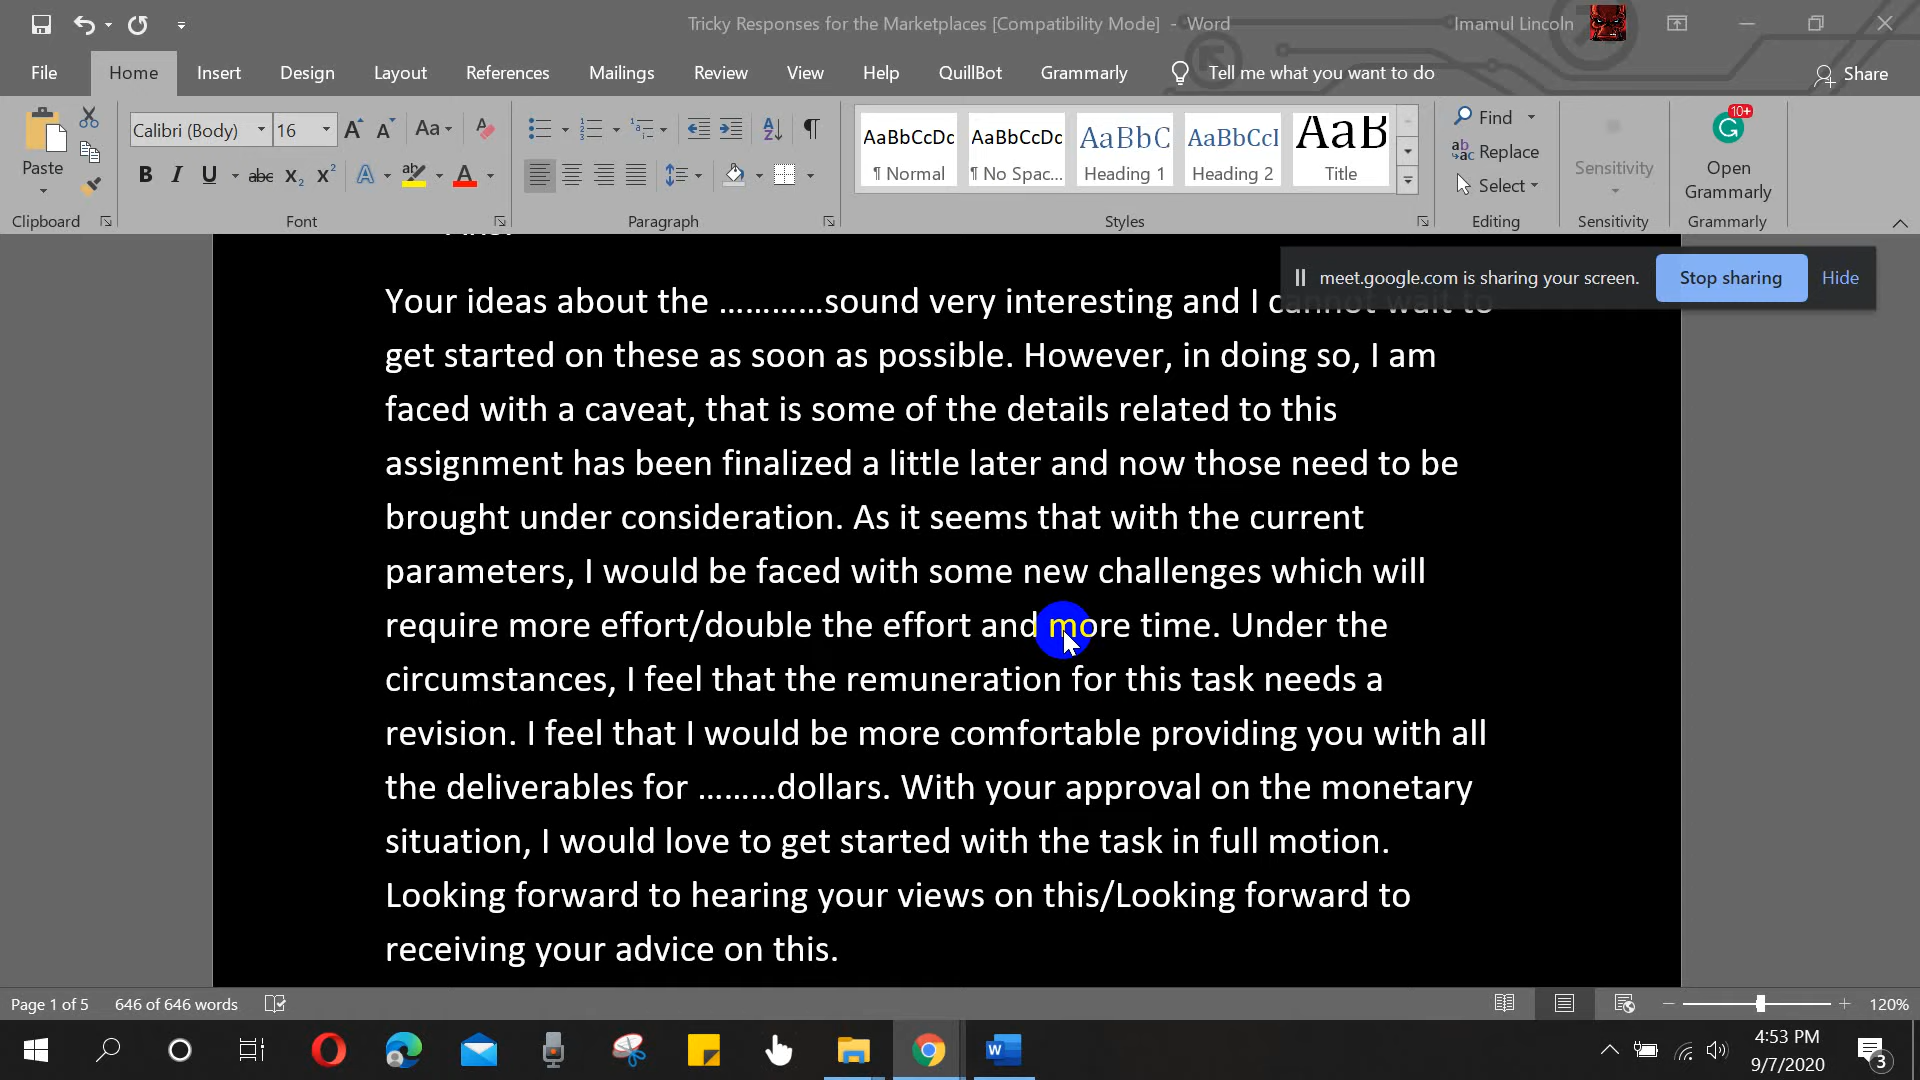 Tricky Responses for the Marketplaces [Compatibility Mode] - Word
Imamul Lincoln
File Home Insert Design Layout References Mailings Review View Help QuillBot Grammarly Tell me what you want to do Share
Calibri (Body) 16 Aa
Paste
B I U abc X₂ X² A A
AaBbCcDc AaBbCcDc AaBbC AaBbCcI AaB
¶ Normal ¶ No Spac... Heading 1 Heading 2 Title
Find
Replace
Select
Sensitivity
10+
Open
Grammarly
Clipboard Font Paragraph Styles Editing Sensitivity Grammarly
meet.google.com is sharing your screen. Stop sharing Hide
Your ideas about the ............sound very interesting and I cannot wait to
get started on these as soon as possible. However, in doing so, I am
faced with a caveat, that is some of the details related to this
assignment has been finalized a little later and now those need to be
brought under consideration. As it seems that with the current
parameters, I would be faced with some new challenges which will
require more effort/double the effort and more time. Under the
circumstances, I feel that the remuneration for this task needs a
revision. I feel that I would be more comfortable providing you with all
the deliverables for .........dollars. With your approval on the monetary
situation, I would love to get started with the task in full motion.
Looking forward to hearing your views on this/Looking forward to
receiving your advice on this.
Page 1 of 5 646 of 646 words 120%
4:53 PM
9/7/2020
3